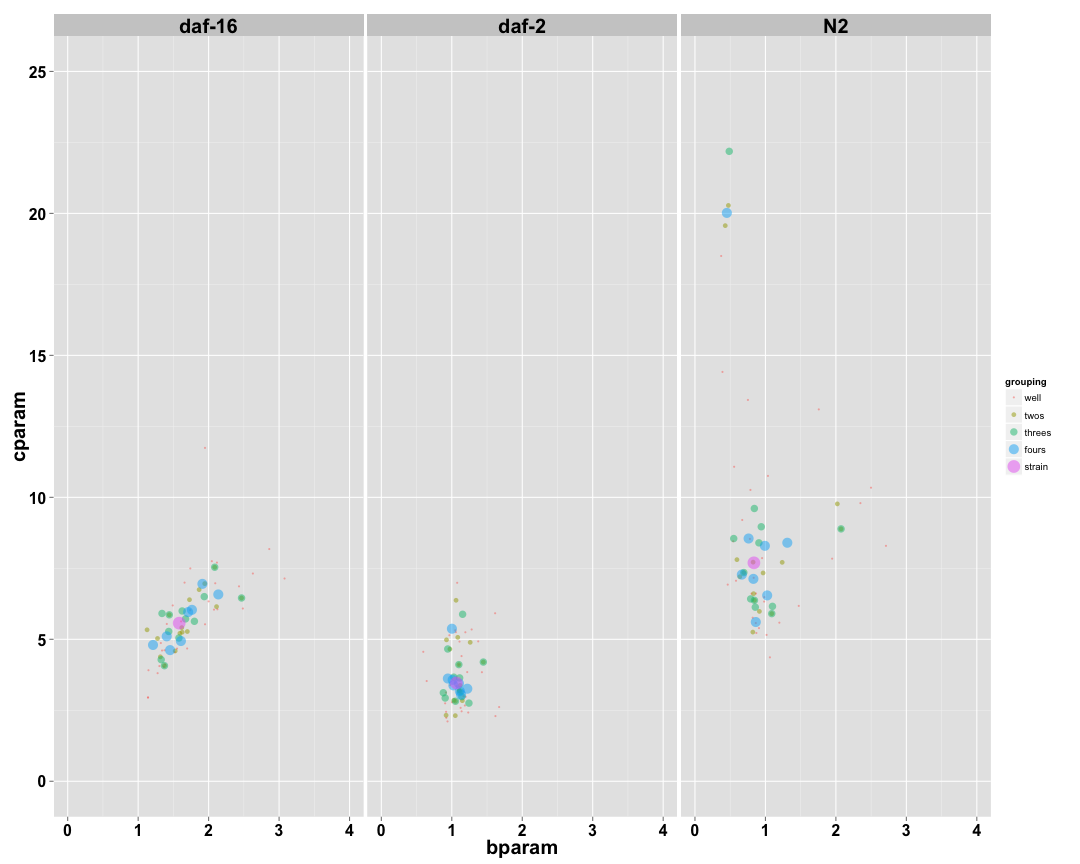 daf-16 daf-2 N2
25
20
15
10
5
0
cparam
0 1 2 3 4 0 1 2 3 4 0 1 2 3 4
bparam
grouping
well
twos
threes
fours
strain